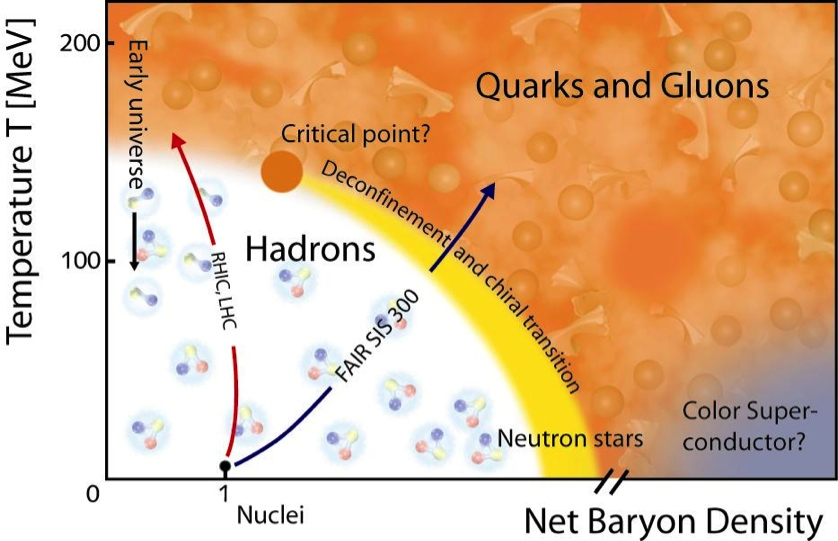 Temperature T [MeV]
200
100
0
Early universe
Quarks and Gluons
Critical point?
Deconfinement and chiral transition
Hadrons
RHIC, LHC
FAIR SIS 300
Color Super-
conductor?
Neutron stars
1
Nuclei
Net Baryon Density